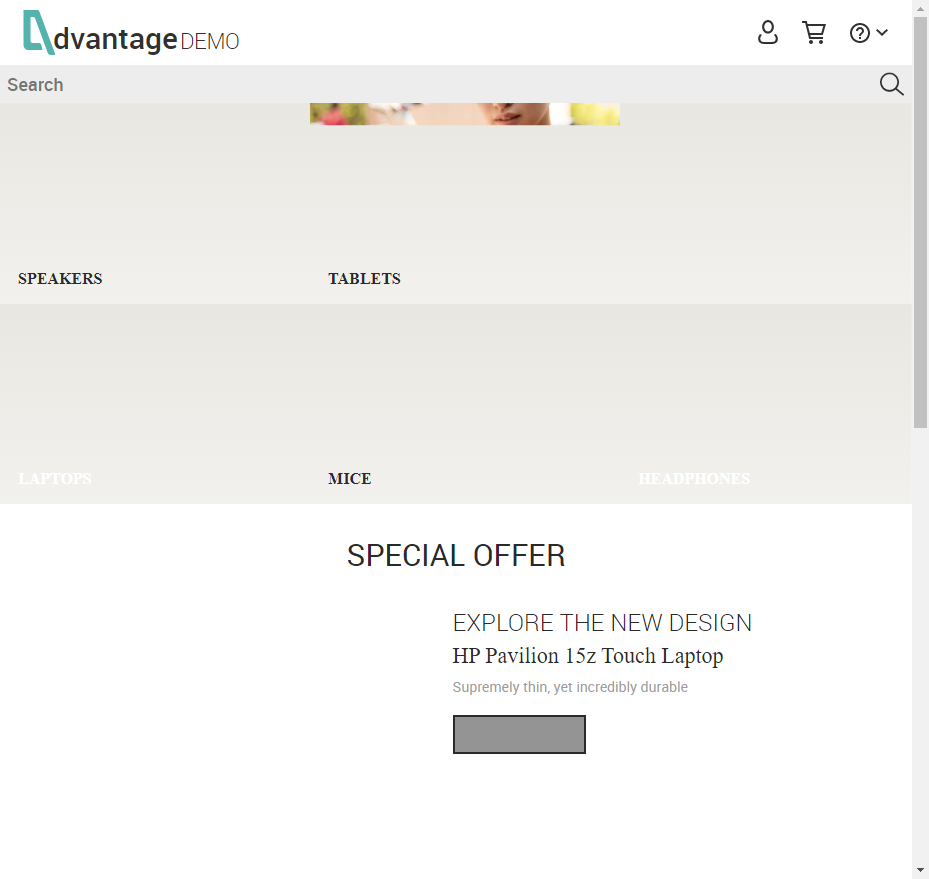 dvantage DEMO
Search
SPEAKERS
TABLETS
LAPTOPS
MICE
HEADPHONES
SPECIAL OFFER
EXPLORE THE NEW DESIGN
HP Pavilion 15z Touch Laptop
Supremely thin, yet incredibly durable